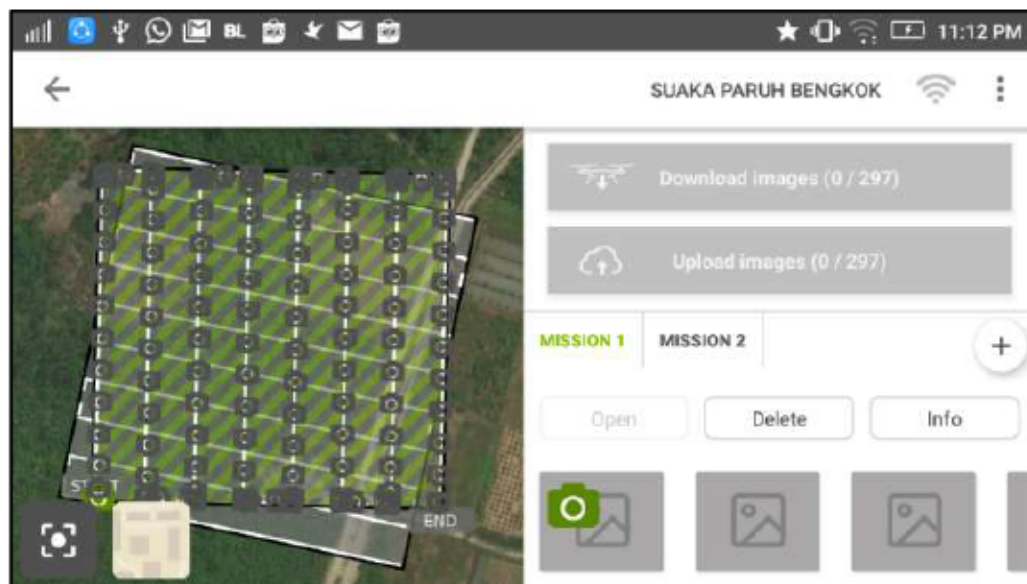 BL
11:12 PM
SUAKA PARUH BENGKOK
Download images (0 / 297)
Upload images (0 / 297)
MISSION 1 MISSION 2
+
Open Delete Info
END